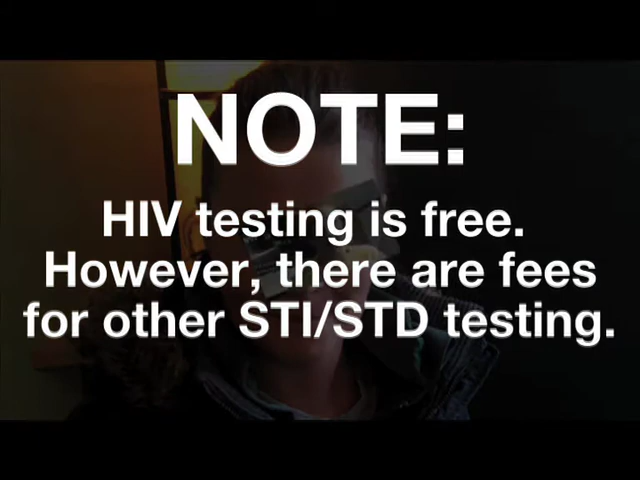 NOTE:
HIV testing is free.
However, there are fees
for other STI/STD testing.